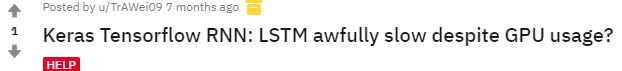 Posted by u/TrAWei09 7 months ago
1
Keras Tensorflow RNN: LSTM awfully slow despite GPU usage?
HELP